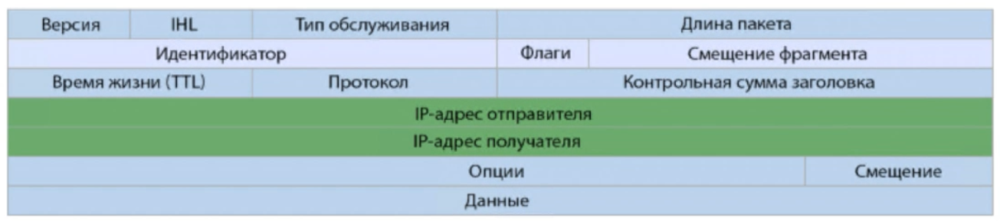 Версия IHL Тип обслуживания Длина пакета
Идентификатор Флаги Смещение фрагмента
Время жизни (TTL) Протокол Контрольная сумма заголовка
IP-адрес отправителя
IP-адрес получателя
Опции Смещение
Данные